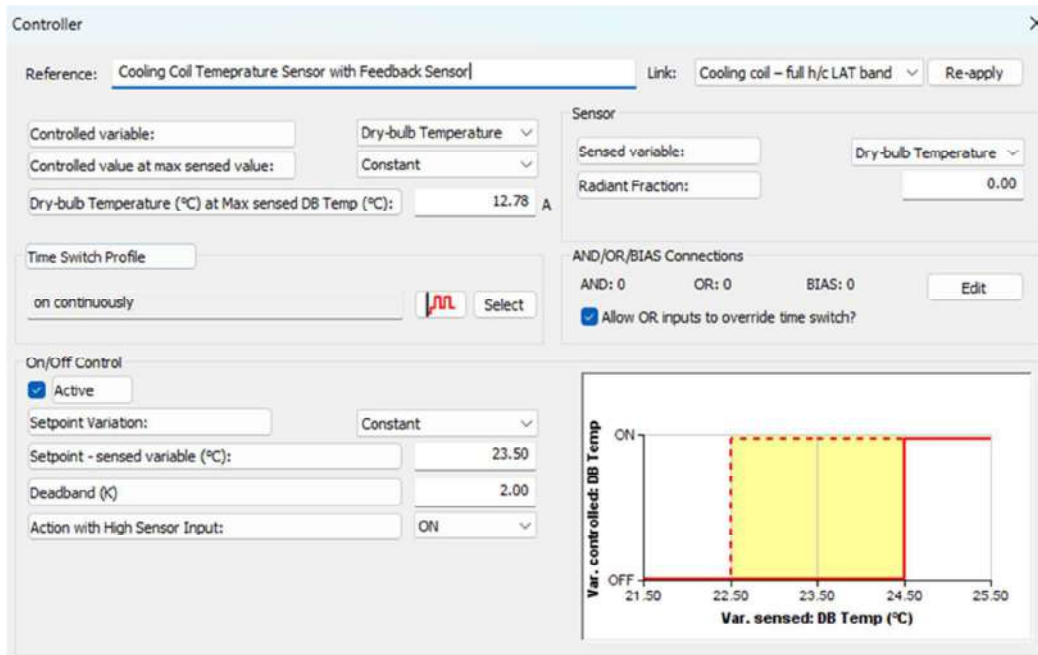 Controller
Reference: Cooling Coil Temeprature Sensor with Feedback Sensor Link: Cooling coil – full h/c LAT band Re-apply
Controlled variable: Dry-bulb Temperature
Controlled value at max sensed value: Constant
Dry-bulb Temperature (°C) at Max sensed DB Temp (°C): 12.78 A
Sensor
Sensed variable: Dry-bulb Temperature
Radiant Fraction: 0.00
Time Switch Profile
on continuously Select
AND/OR/BIAS Connections
AND: 0 OR: 0 BIAS: 0 Edit
Allow OR inputs to override time switch?
On/Off Control
Active
Setpoint Variation: Constant
Setpoint - sensed variable (°C): 23.50
Deadband (K) 2.00
Action with High Sensor Input: ON
Var. controlled: DB Temp
ON
OFF
21.50 22.50 23.50 24.50 25.50
Var. sensed: DB Temp (°C)